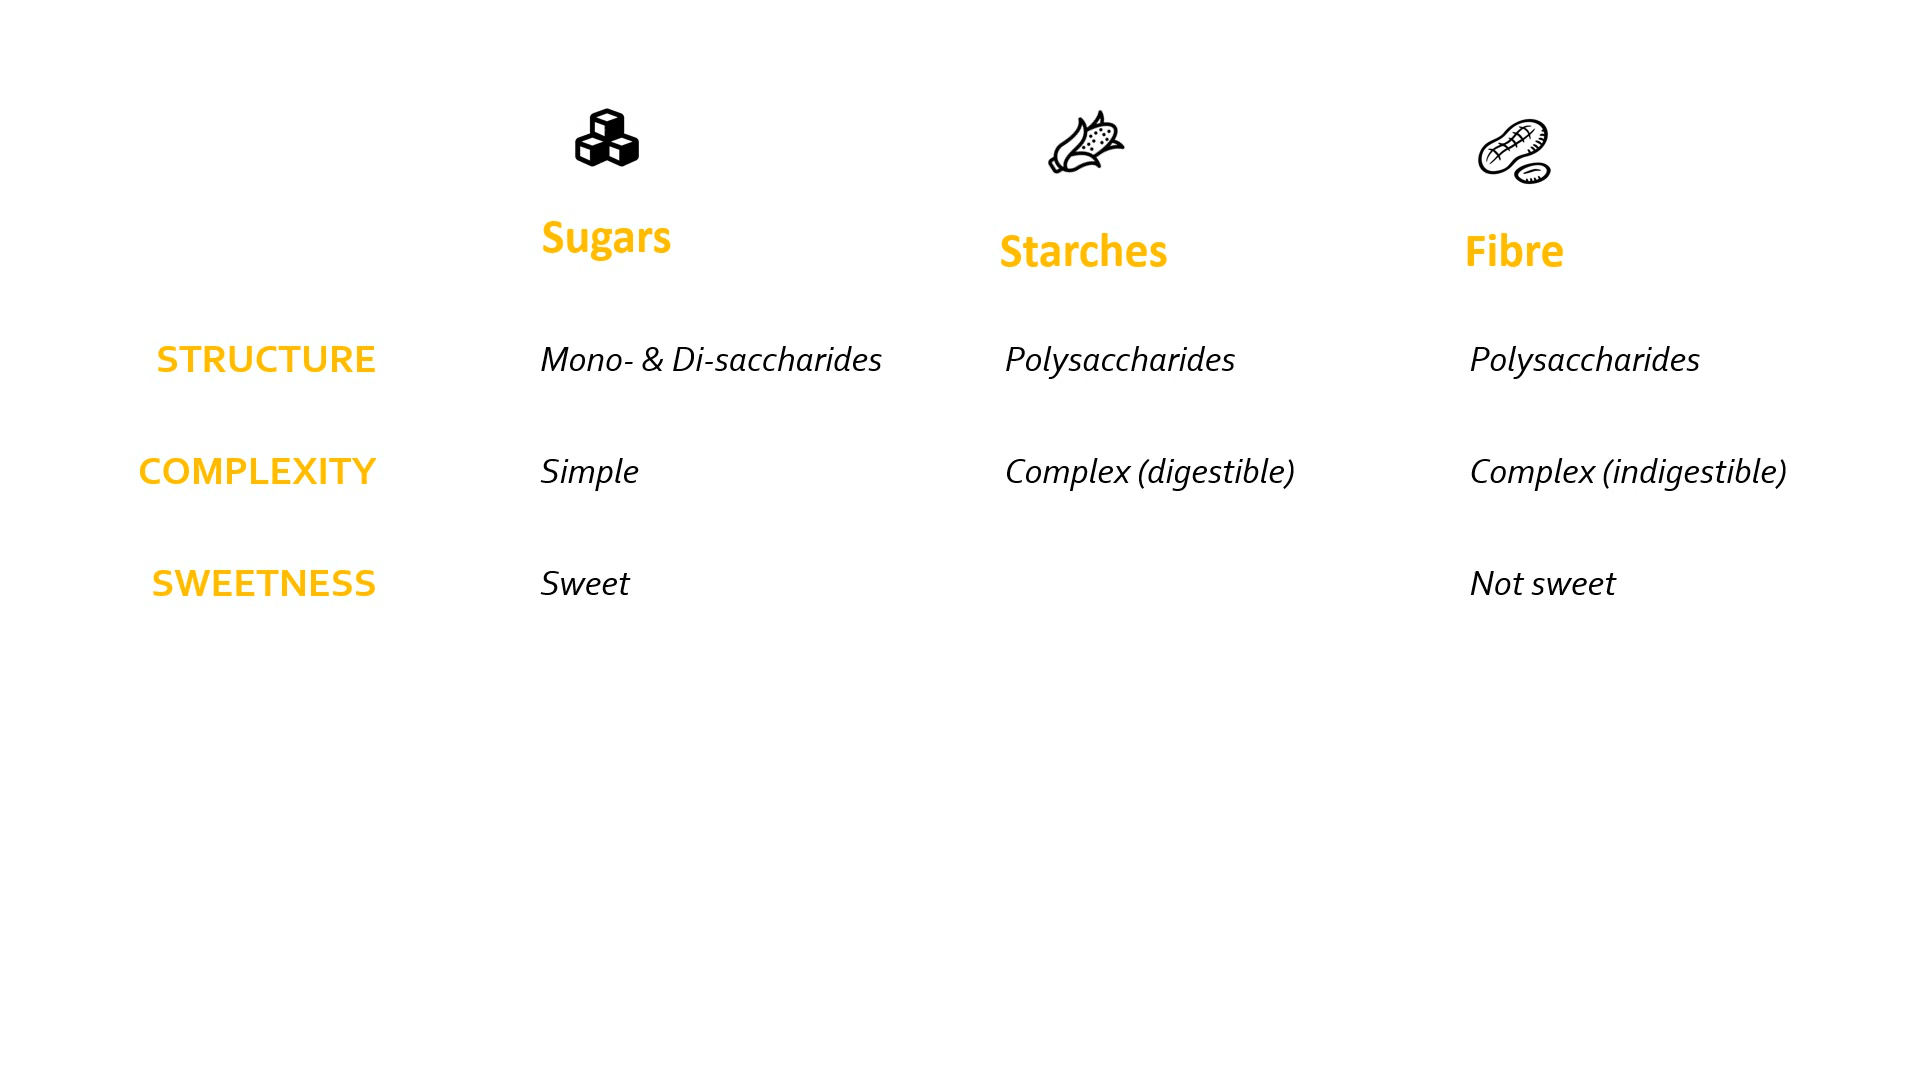 Sugars
Starches
Fibre
STRUCTURE Mono- & Di-saccharides Polysaccharides Polysaccharides
COMPLEXITY Simple Complex (digestible) Complex (indigestible)
SWEETNESS Sweet Not sweet